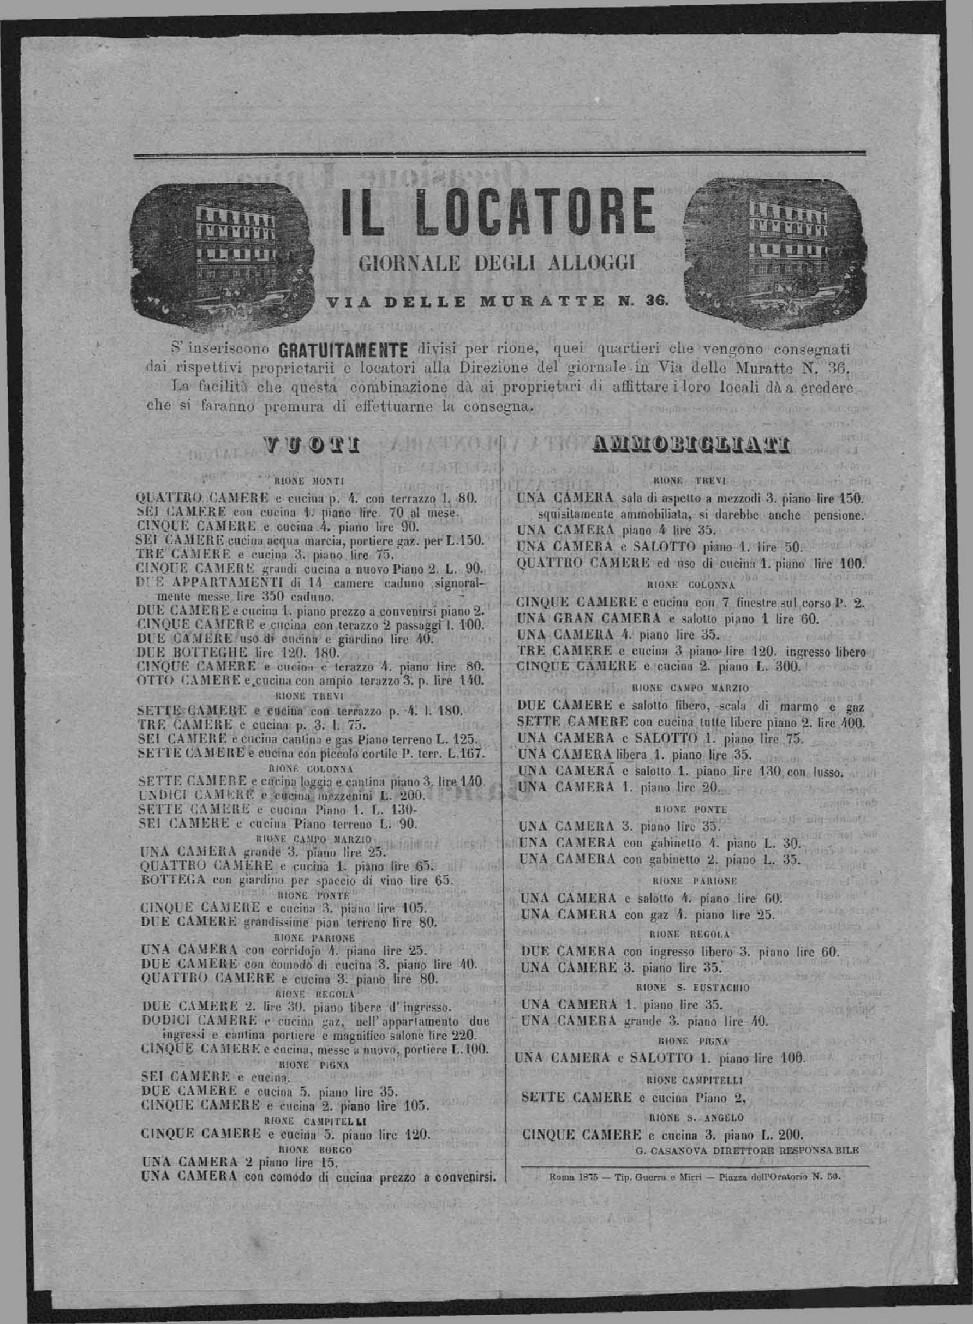 IL LOCATORE
GIORNALE DEGLI ALLOGGI
VIA DELLE MURATTE N. 36.
S' inseriscono GRATUITAMENTE divisi per rione, quei quartieri che vengono consegnati
dai rispettivi proprietarii e locatori alla Direzione del giornale in Via delle Muratte N. 36.
La facilità che questa combinazione dà ai proprietari di affittare i loro locali dà a credere
che si faranno premura di effettuarne la consegna.
VUOTI
RIONE MONTI
QUATTRO CAMERE e cucina p. 4. con terrazzo l. 80.
SEI CAMERE con cucina 4. piano lire 70 al mese.
CINQUE CAMERE e cucina 4. piano lire 90.
SEI CAMERE cucina acqua marcia, portiere gaz. per L.150.
TRE CAMERE e cucina 3. piano lire 75.
CINQUE CAMERE grandi cucina a nuovo Piano 2. L. 90.
DUE APPARTAMENTI di 14 camere caduno signoral-
mente messe lire 350 caduno.
DUE CAMERE e cucina 1. piano prezzo a convenirsi piano 2.
CINQUE CAMERE e cucina con terazzo 2 passaggi l. 100.
DUE CAMERE uso di cucina e giardino lire 40.
DUE BOTTEGHE lire 120. 180.
CINQUE CAMERE e cucina e terazzo 4. piano lire 80.
OTTO CAMERE e cucina con ampio terazzo 3. p. lire 140.
RIONE TREVI
SETTE CAMERE e cucina con terrazzo p. 4. l. 180.
TRE CAMERE e cucina p. 3. l. 75.
SEI CAMERE e cucina cantina e gas Piano terreno L. 125.
SETTE CAMERE e cucina con piccolo cortile P. terr. L.167.
RIONE COLONNA
SETTE CAMERE e cucina loggia e cantina piano 3. lire 140
UNDICI CAMERE e cucina mezzenini L. 200.
SETTE CAMERE e cucina Piano 1. L. 130-
SEI CAMERE e cucina Piano terreno L. 90.
RIONE CAMPO MARZIO
UNA CAMERA grande 3. piano lire 25.
QUATTRO CAMERE e cucina 1. piano lire 65.
BOTTEGA con giardino per spaccio di vino lire 65.
RIONE PONTE
CINQUE CAMERE e cucina 3. piano lire 105.
DUE CAMERE grandissime pian terreno lire 80.
RIONE PARIONE
UNA CAMERA con corridojo 4. piano lire 25.
DUE CAMERE con comodo di cucina 3. piano lire 40.
QUATTRO CAMERE e cucina 3. piano lire 80.
RIONE REGOLA
DUE CAMERE 2. lire 30. piano libere d' ingresso.
DODICI CAMERE e cucina gaz, nell' appartamento due
ingressi e cantina portiere e magnifico salone lire 220.
CINQUE CAMERE e cucina, messe a nuovo, portiere L.100.
RIONE PIGNA
SEI CAMERE e cucina.
DUE CAMERE e cucina 5. piano lire 35.
CINQUE CAMERE e cucina 2. piano lire 105.
RIONE CAMPITELLI
CINQUE CAMERE e cucina 5. piano lire 120.
RIONE BORGO
UNA CAMERA 2 piano lire 15.
UNA CAMERA con comodo di cucina prezzo a convenirsi.
AMMOBIGLIATI
RIONE TREVI
UNA CAMERA sala di aspetto a mezzodi 3. piano lire 150.
squisitamente ammobiliata, si darebbe anche pensione.
UNA CAMERA piano 4 lire 35.
UNA CAMERA e SALOTTO piano 1. lire 50.
QUATTRO CAMERE ed uso di cucina 1. piano lire 100.
RIONE COLONNA
CINQUE CAMERE e cucina con 7 finestre sul corso P. 2.
UNA GRAN CAMERA e salotto piano 1 lire 60.
UNA CAMERA 4. piano lire 35.
TRE CAMERE e cucina 3 piano lire 120. ingresso libero
CINQUE CAMERE e cucina 2. piano L. 300.
RIONE CAMPO MARZIO
DUE CAMERE e salotto libero, scala di marmo e gaz
SETTE CAMERE con cucina tutte libere piano 2. lire 400.
UNA CAMERA e SALOTTO 1. piano lire 75.
UNA CAMERA libera 1. piano lire 35.
UNA CAMERA e salotto 1. piano lire 130 con lusso.
UNA CAMERA 1. piano lire 20.
RIONE PONTE
UNA CAMERA 3. piano lire 35.
UNA CAMERA con gabinetto 4. piano L. 30.
UNA CAMERA con gabinetto 2. piano L. 35.
RIONE PARIONE
UNA CAMERA e salotto 4. piano lire 60.
UNA CAMERA con gaz 4. piano lire 25.
RIONE REGOLA
DUE CAMERA con ingresso libero 3. piano lire 60.
UNA CAMERE 3. piano lire 35.
RIONE S. EUSTACHIO
UNA CAMERA 1. piano lire 35.
UNA CAMERA grande 3. piano lire 40.
RIONE PIGNA
UNA CAMERA e SALOTTO 1. piano lire 100.
RIONE CAMPITELLI
SETTE CAMERE e cucina Piano 2.
RIONE S. ANGELO
CINQUE CAMERE e cucina 3. piano L. 200.
G. CASANOVA DIRETTORE RESPONSABILE
Roma 1875 — Tip. Guerra e Mirri — Piazza dell'Oratorio N. 50.